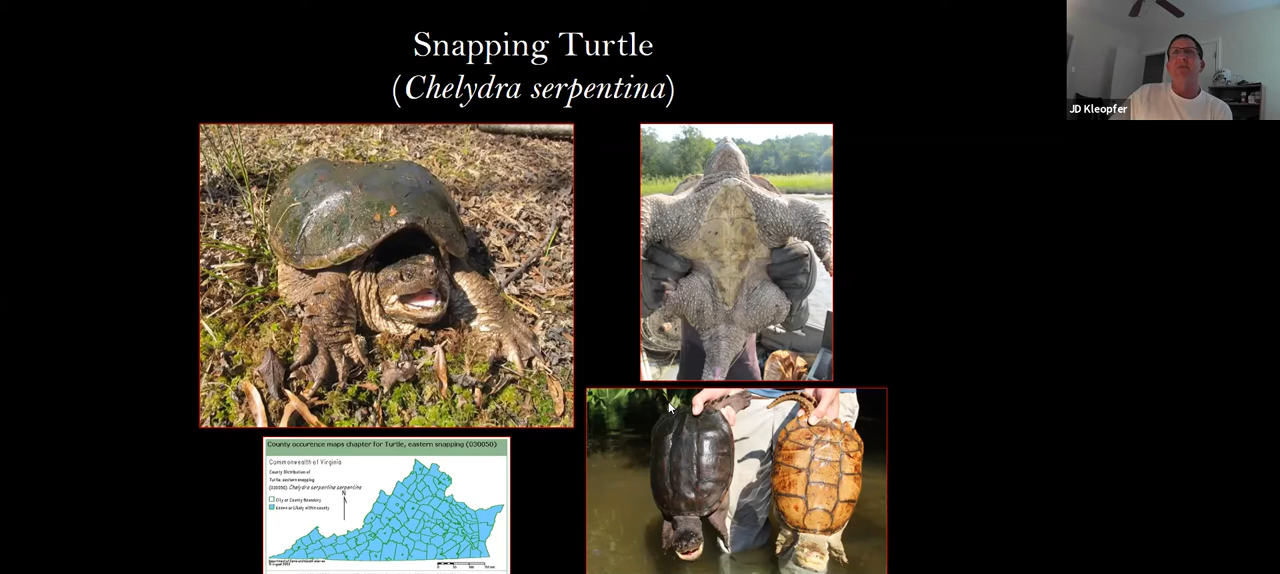 Snapping Turtle
(Chelydra serpentina)
JD Kleopfer
County occurence maps chapter for Turtle, eastern snapping (030050)
Commonwealth of Virginia
County Distribution of
Turtle, eastern snapping
(030050) Chelydra serpentina serpentina
N
City or County Boundary
Known or Likely within county